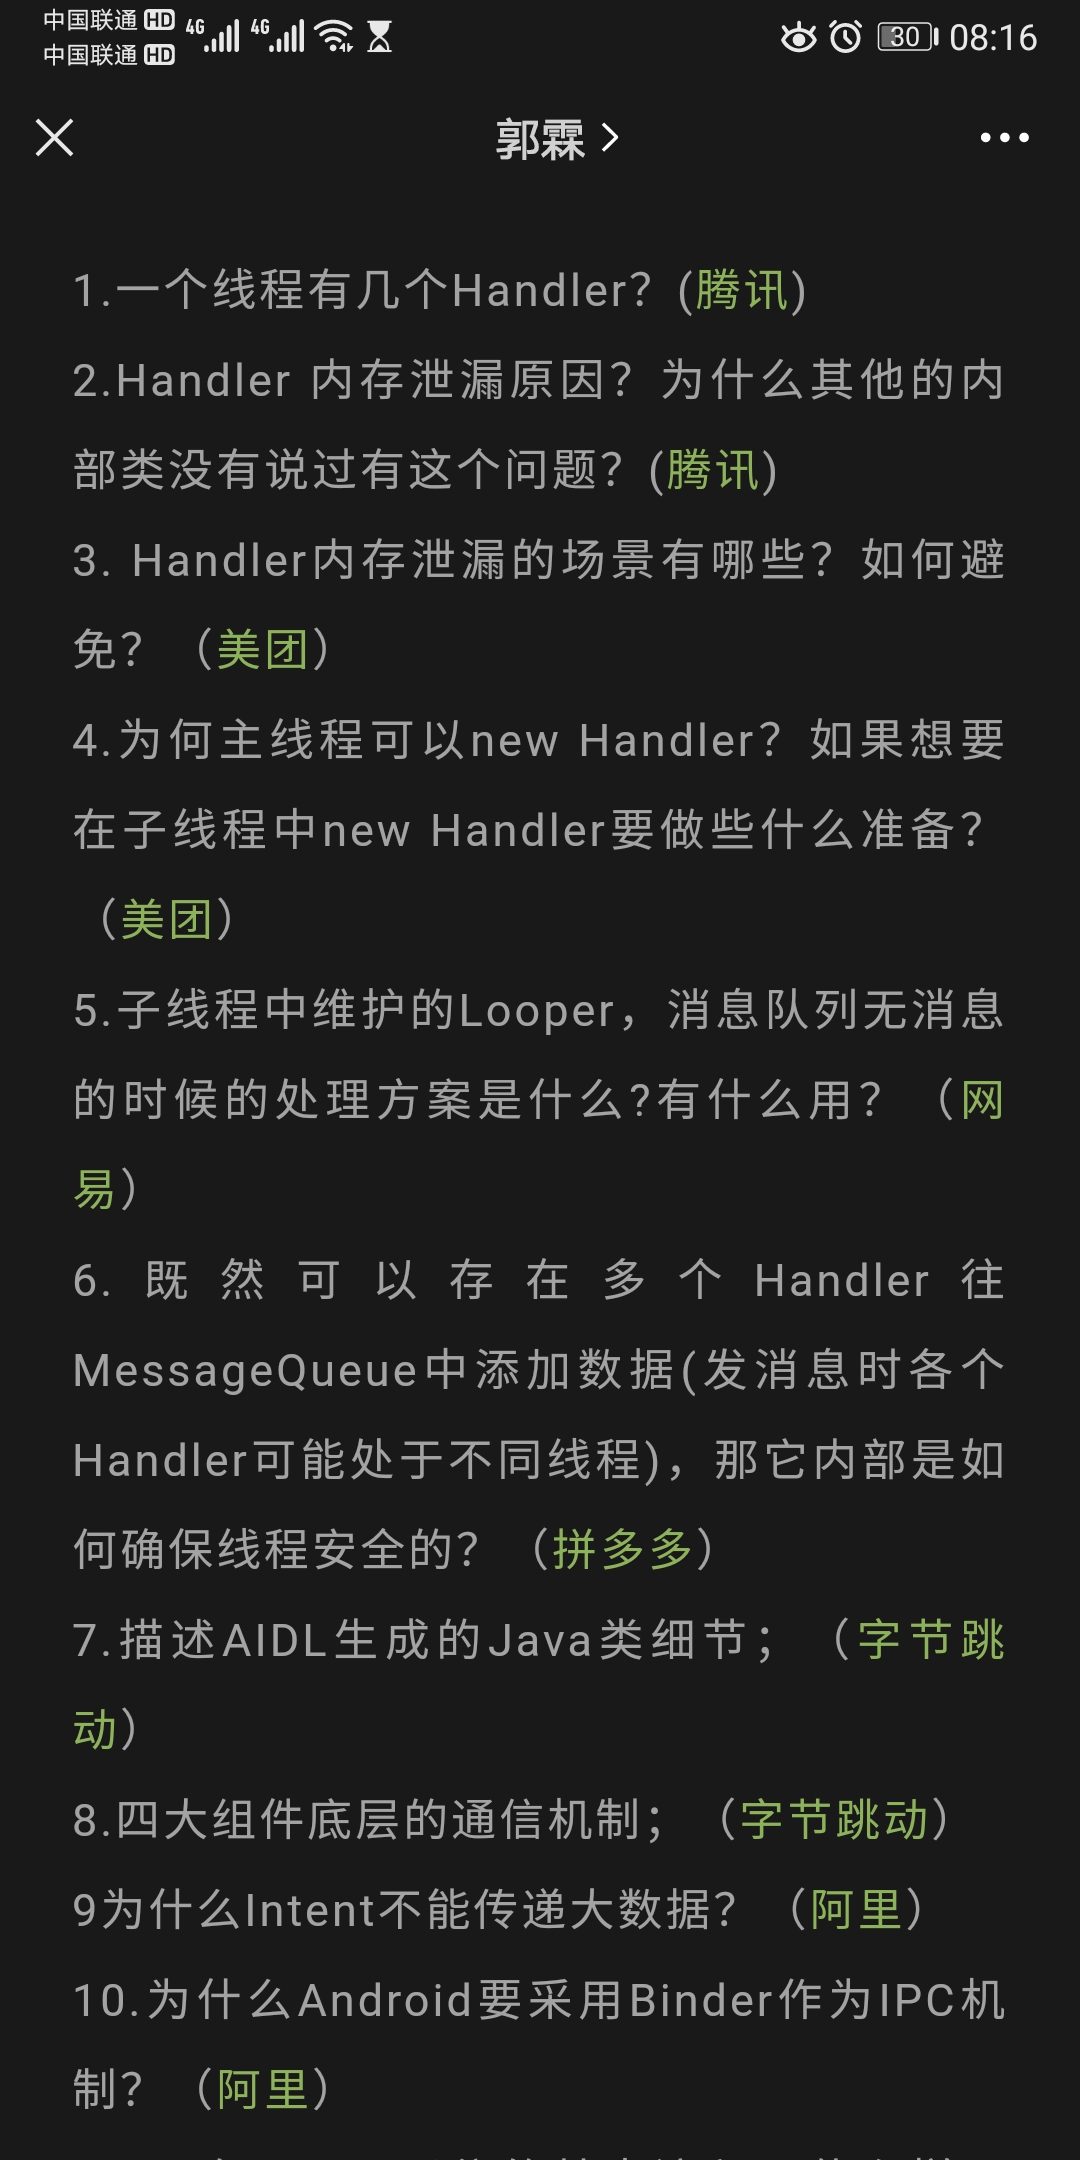 中国联通 HD 4G 4G 30 08:16
中国联通 HD
郭霖
1.一个线程有几个Handler？(腾讯)
2.Handler 内存泄漏原因？为什么其他的内
部类没有说过有这个问题？(腾讯)
3. Handler内存泄漏的场景有哪些？如何避
免？（美团）
4.为何主线程可以new Handler？如果想要
在子线程中new Handler要做些什么准备？
（美团）
5.子线程中维护的Looper，消息队列无消息
的时候的处理方案是什么?有什么用？（网
易）
6.既然可以存在多个Handler往
MessageQueue中添加数据(发消息时各个
Handler可能处于不同线程)，那它内部是如
何确保线程安全的？（拼多多）
7.描述AIDL生成的Java类细节；（字节跳
动）
8.四大组件底层的通信机制；（字节跳动）
9为什么Intent不能传递大数据？（阿里）
10.为什么Android要采用Binder作为IPC机
制？（阿里）